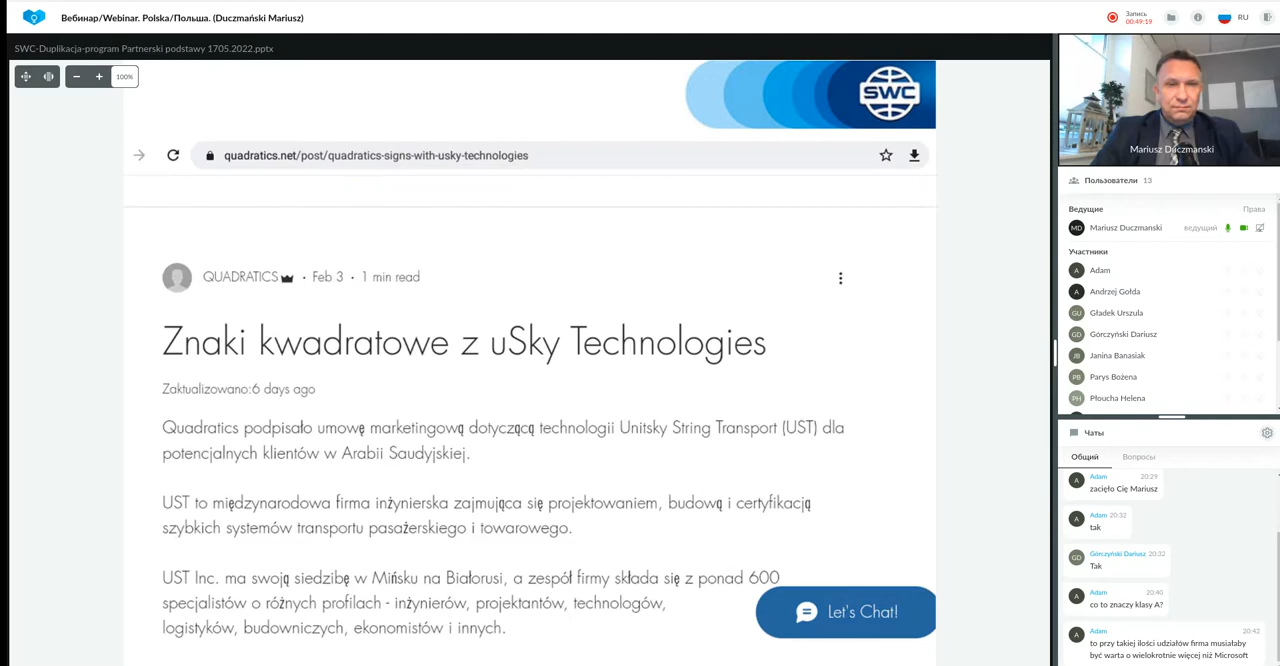 Вебинар/Webinar. Polska/Польша. (Duczmański Mariusz)
Запись
00:49:19
RU
SWC-Duplikacja-program Partnerski podstawy 1705.2022.pptx
100%
SWC
quadratics.net/post/quadratics-signs-with-usky-technologies
QUADRATICS · Feb 3 · 1 min read
Znaki kwadratowe z uSky Technologies
Zaktualizowano:6 days ago
Quadratics podpisało umowę marketingową dotyczącą technologii Unitsky String Transport (UST) dla
potencjalnych klientów w Arabii Saudyjskiej.
UST to międzynarodowa firma inżynierska zajmująca się projektowaniem, budową i certyfikacją
szybkich systemów transportu pasażerskiego i towarowego.
UST Inc. ma swoją siedzibę w Mińsku na Białorusi, a zespół firmy składa się z ponad 600
specjalistów o różnych profilach - inżynierów, projektantów, technologów,
logistyków, budowniczych, ekonomistów i innych.
Let's Chat!
Mariusz Duczmanski
Пользователи 13
Ведущие Права
MD Mariusz Duczmanski ведущий
Участники
A Adam
A Andrzej Gołda
GU Gładek Urszula
GD Górczyński Dariusz
JB Janina Banasiak
PB Parys Bożena
PH Płoucha Helena
Чаты
Общий Вопросы
A Adam 20:29
zacięło Cię Mariusz
A Adam 20:32
tak
GD Górczyński Dariusz 20:32
Tak
A Adam 20:40
co to znaczy klasy A?
A Adam 20:42
to przy takiej ilości udziałów firma musiałaby
być warta o wielokrotnie więcej niż Microsoft